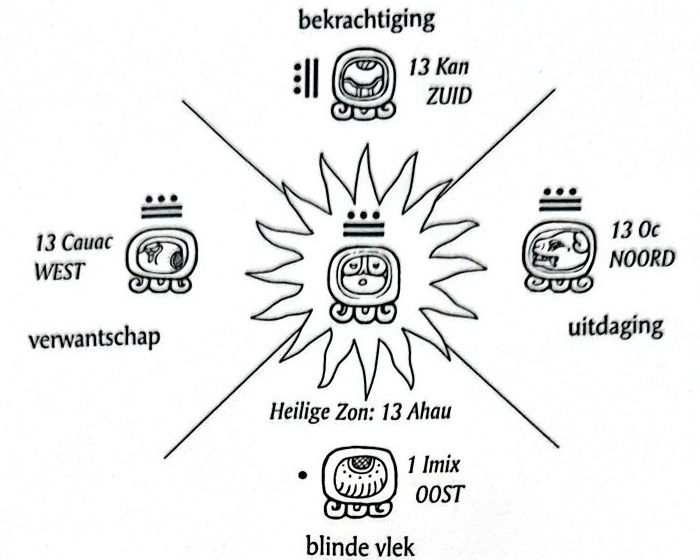 bekrachtiging
13 Kan
ZUID
13 Cauac
WEST
verwantschap
13 Oc
NOORD
uitdaging
Heilige Zon: 13 Ahau
1 Imix
OOST
blinde vlek